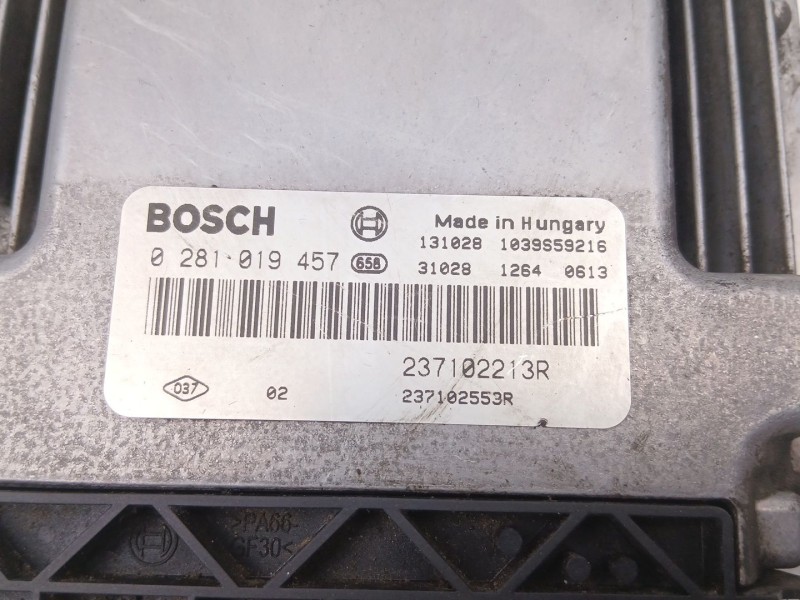 BOSCH
Made in Hungary
131028 1039S59216
0 281 019 457 658
31028 1264 0613
237102213R
037 02
237102553R
>PA66-
GF30<